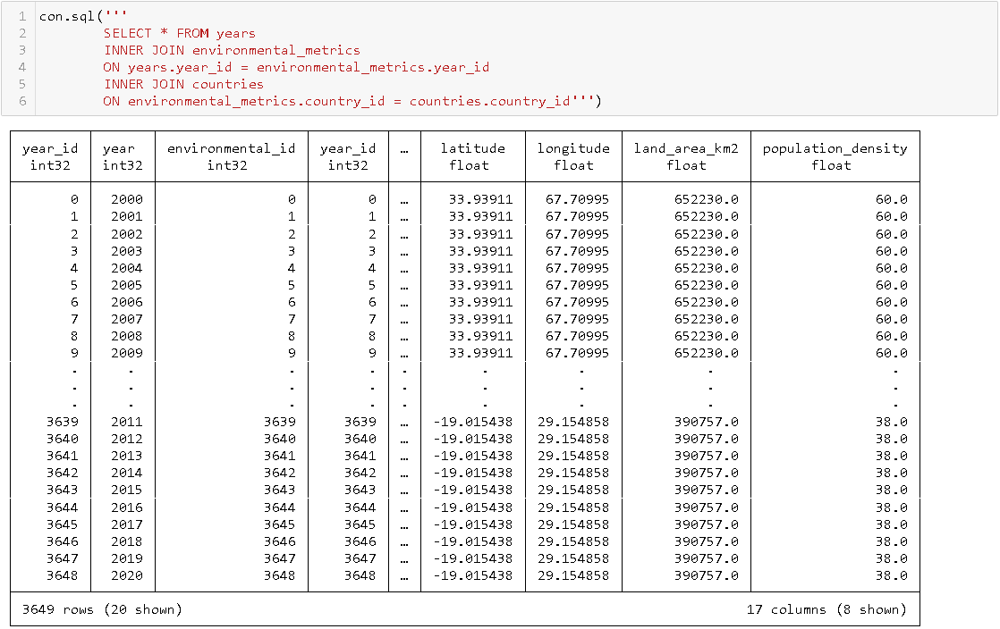 1 con.sql('''
2 SELECT * FROM years
3 INNER JOIN environmental_metrics
4 ON years.year_id = environmental_metrics.year_id
5 INNER JOIN countries
6 ON environmental_metrics.country_id = countries.country_id''')
year_id year environmental_id year_id … latitude longitude land_area_km2 population_density
int32 int32 int32 int32 float float float float
0 2000 0 0 … 33.93911 67.70995 652230.0 60.0
1 2001 1 1 … 33.93911 67.70995 652230.0 60.0
2 2002 2 2 … 33.93911 67.70995 652230.0 60.0
3 2003 3 3 … 33.93911 67.70995 652230.0 60.0
4 2004 4 4 … 33.93911 67.70995 652230.0 60.0
5 2005 5 5 … 33.93911 67.70995 652230.0 60.0
6 2006 6 6 … 33.93911 67.70995 652230.0 60.0
7 2007 7 7 … 33.93911 67.70995 652230.0 60.0
8 2008 8 8 … 33.93911 67.70995 652230.0 60.0
9 2009 9 9 … 33.93911 67.70995 652230.0 60.0
· · · · · · · · ·
· · · · · · · · ·
· · · · · · · · ·
3639 2011 3639 3639 … -19.015438 29.154858 390757.0 38.0
3640 2012 3640 3640 … -19.015438 29.154858 390757.0 38.0
3641 2013 3641 3641 … -19.015438 29.154858 390757.0 38.0
3642 2014 3642 3642 … -19.015438 29.154858 390757.0 38.0
3643 2015 3643 3643 … -19.015438 29.154858 390757.0 38.0
3644 2016 3644 3644 … -19.015438 29.154858 390757.0 38.0
3645 2017 3645 3645 … -19.015438 29.154858 390757.0 38.0
3646 2018 3646 3646 … -19.015438 29.154858 390757.0 38.0
3647 2019 3647 3647 … -19.015438 29.154858 390757.0 38.0
3648 2020 3648 3648 … -19.015438 29.154858 390757.0 38.0
3649 rows (20 shown) 17 columns (8 shown)